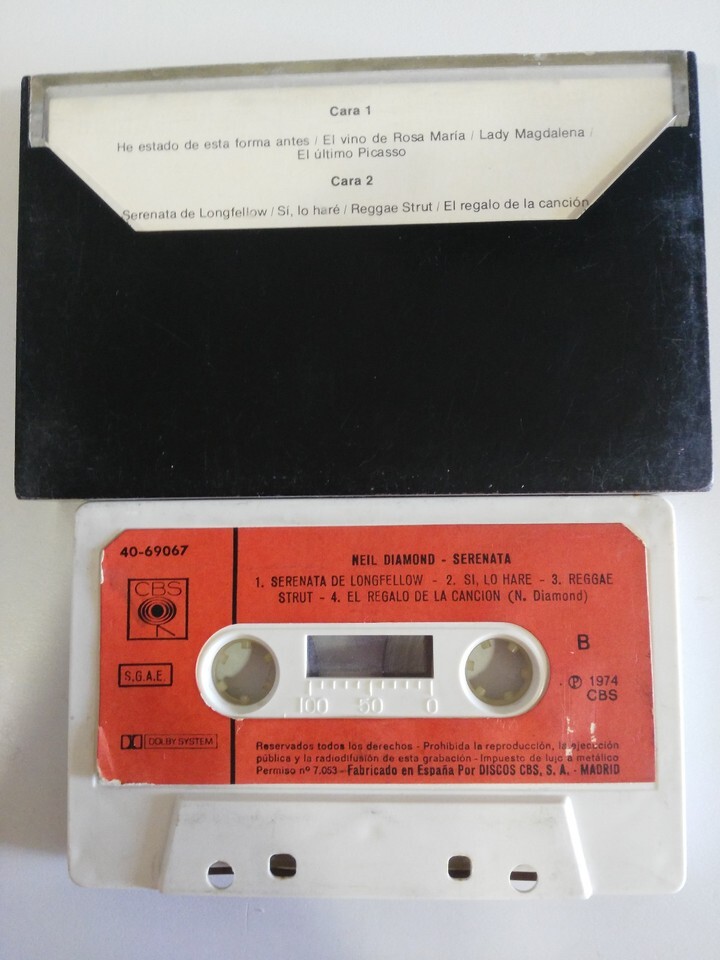 Cara 1
He estado de esta forma antes / El vino de Rosa María / Lady Magdalena /
El último Picasso
Cara 2
Serenata de Longfellow / Sí, lo haré / Reggae Strut / El regalo de la canción
40-69067
NEIL DIAMOND - SERENATA
1. SERENATA DE LONGFELLOW - 2. SI, LO HARE - 3. REGGAE
STRUT - 4. EL REGALO DE LA CANCION (N. Diamond)
CBS
B
S.G.A.E.
℗ 1974
CBS
100 50 0
DOLBY SYSTEM
Reservados todos los derechos - Prohibida la reproducción, la ejecución
pública y la radiodifusión de esta grabación - Impuesto de lujo a metálico
Permiso nº 7.053 - Fabricado en España Por DISCOS CBS, S. A. - MADRID